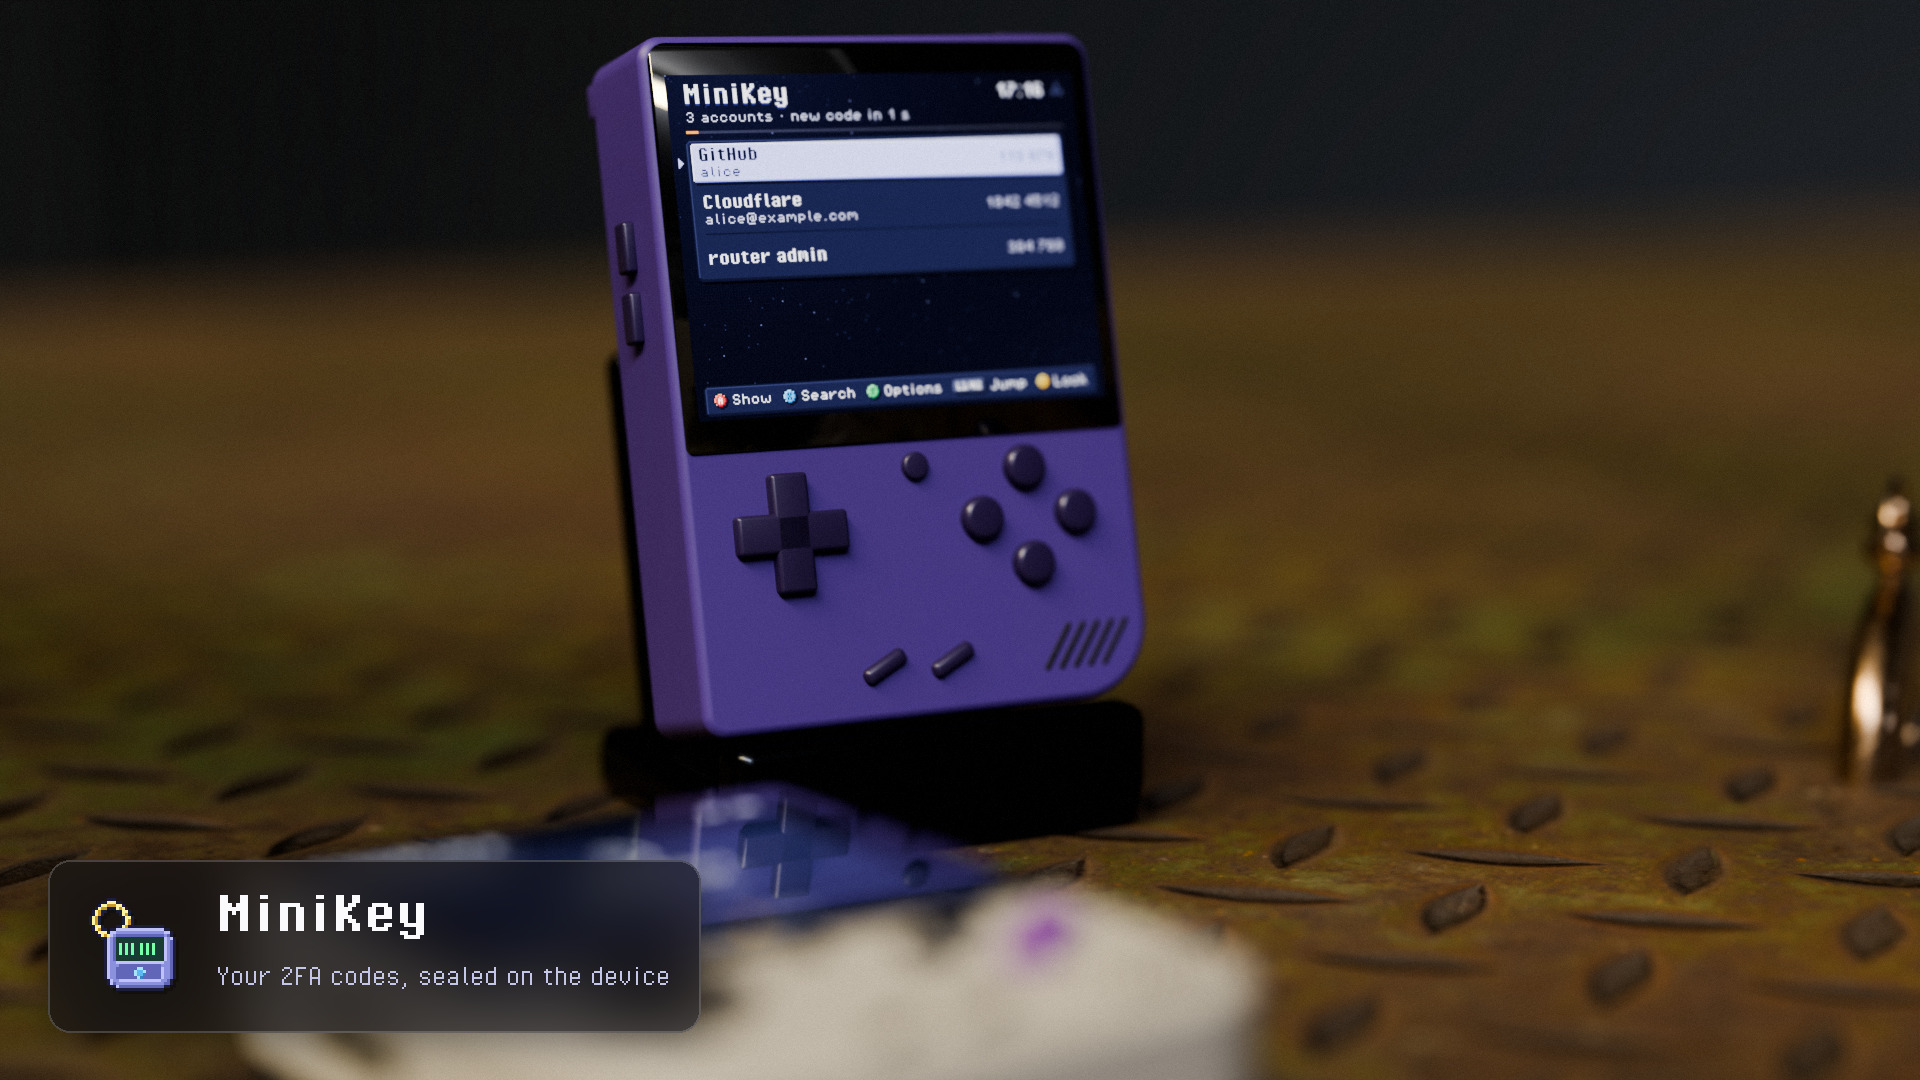 MiniKey
3 accounts · new code in 1 s
GitHub
alice
Cloudflare
alice@example.com
router admin
Show Search Options Jump Look
MiniKey
Your 2FA codes, sealed on the device